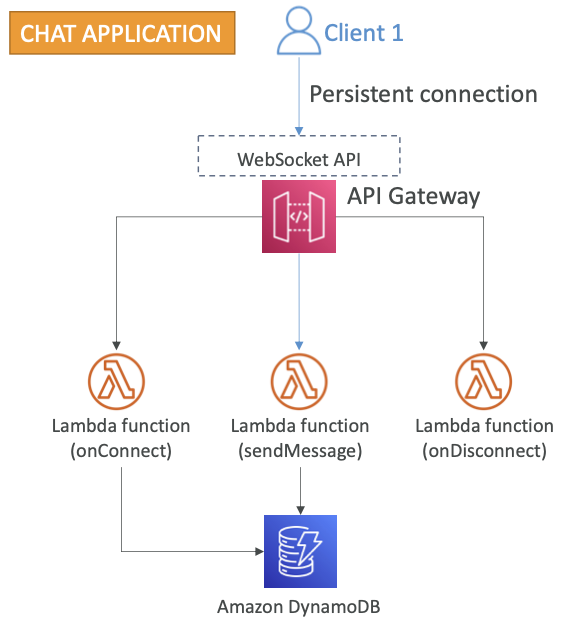 CHAT APPLICATION
Client 1
Persistent connection
WebSocket API
API Gateway
</>
Lambda function
(onConnect)
Lambda function
(sendMessage)
Lambda function
(onDisconnect)
Amazon DynamoDB